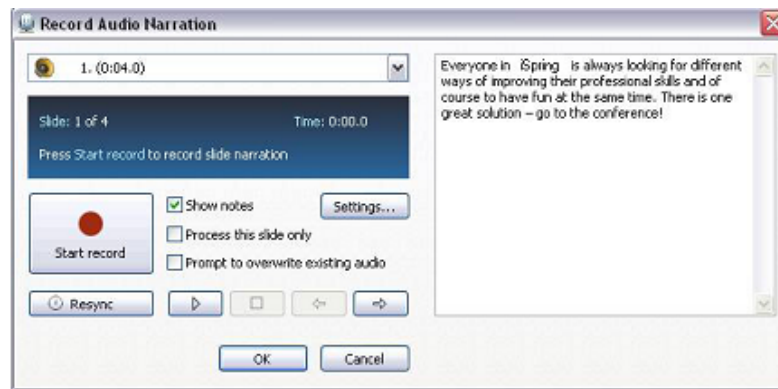 Record Audio Narration
1. (0:04.0)
Slide: 1 of 4 Time: 0:00.0
Press Start record to record slide narration
Start record
Show notes
Settings...
Process this slide only
Prompt to overwrite existing audio
Resync
OK
Cancel
Everyone in iSpring is always looking for different
ways of improving their professional skills and of
course to have fun at the same time. There is one
great solution – go to the conference!